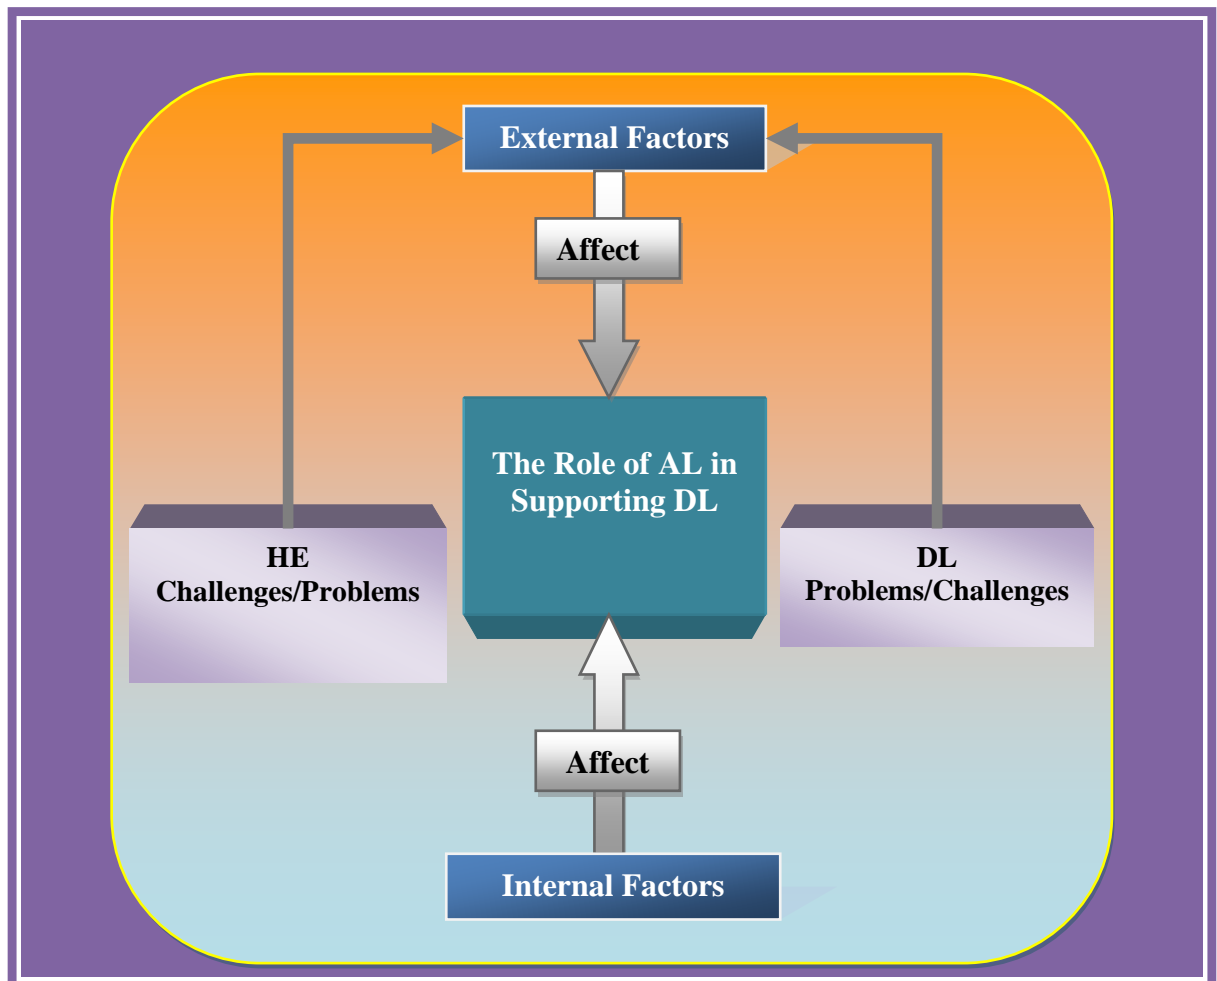 External Factors
Affect
The Role of AL in
Supporting DL
HE
Challenges/Problems
DL
Problems/Challenges
Affect
Internal Factors